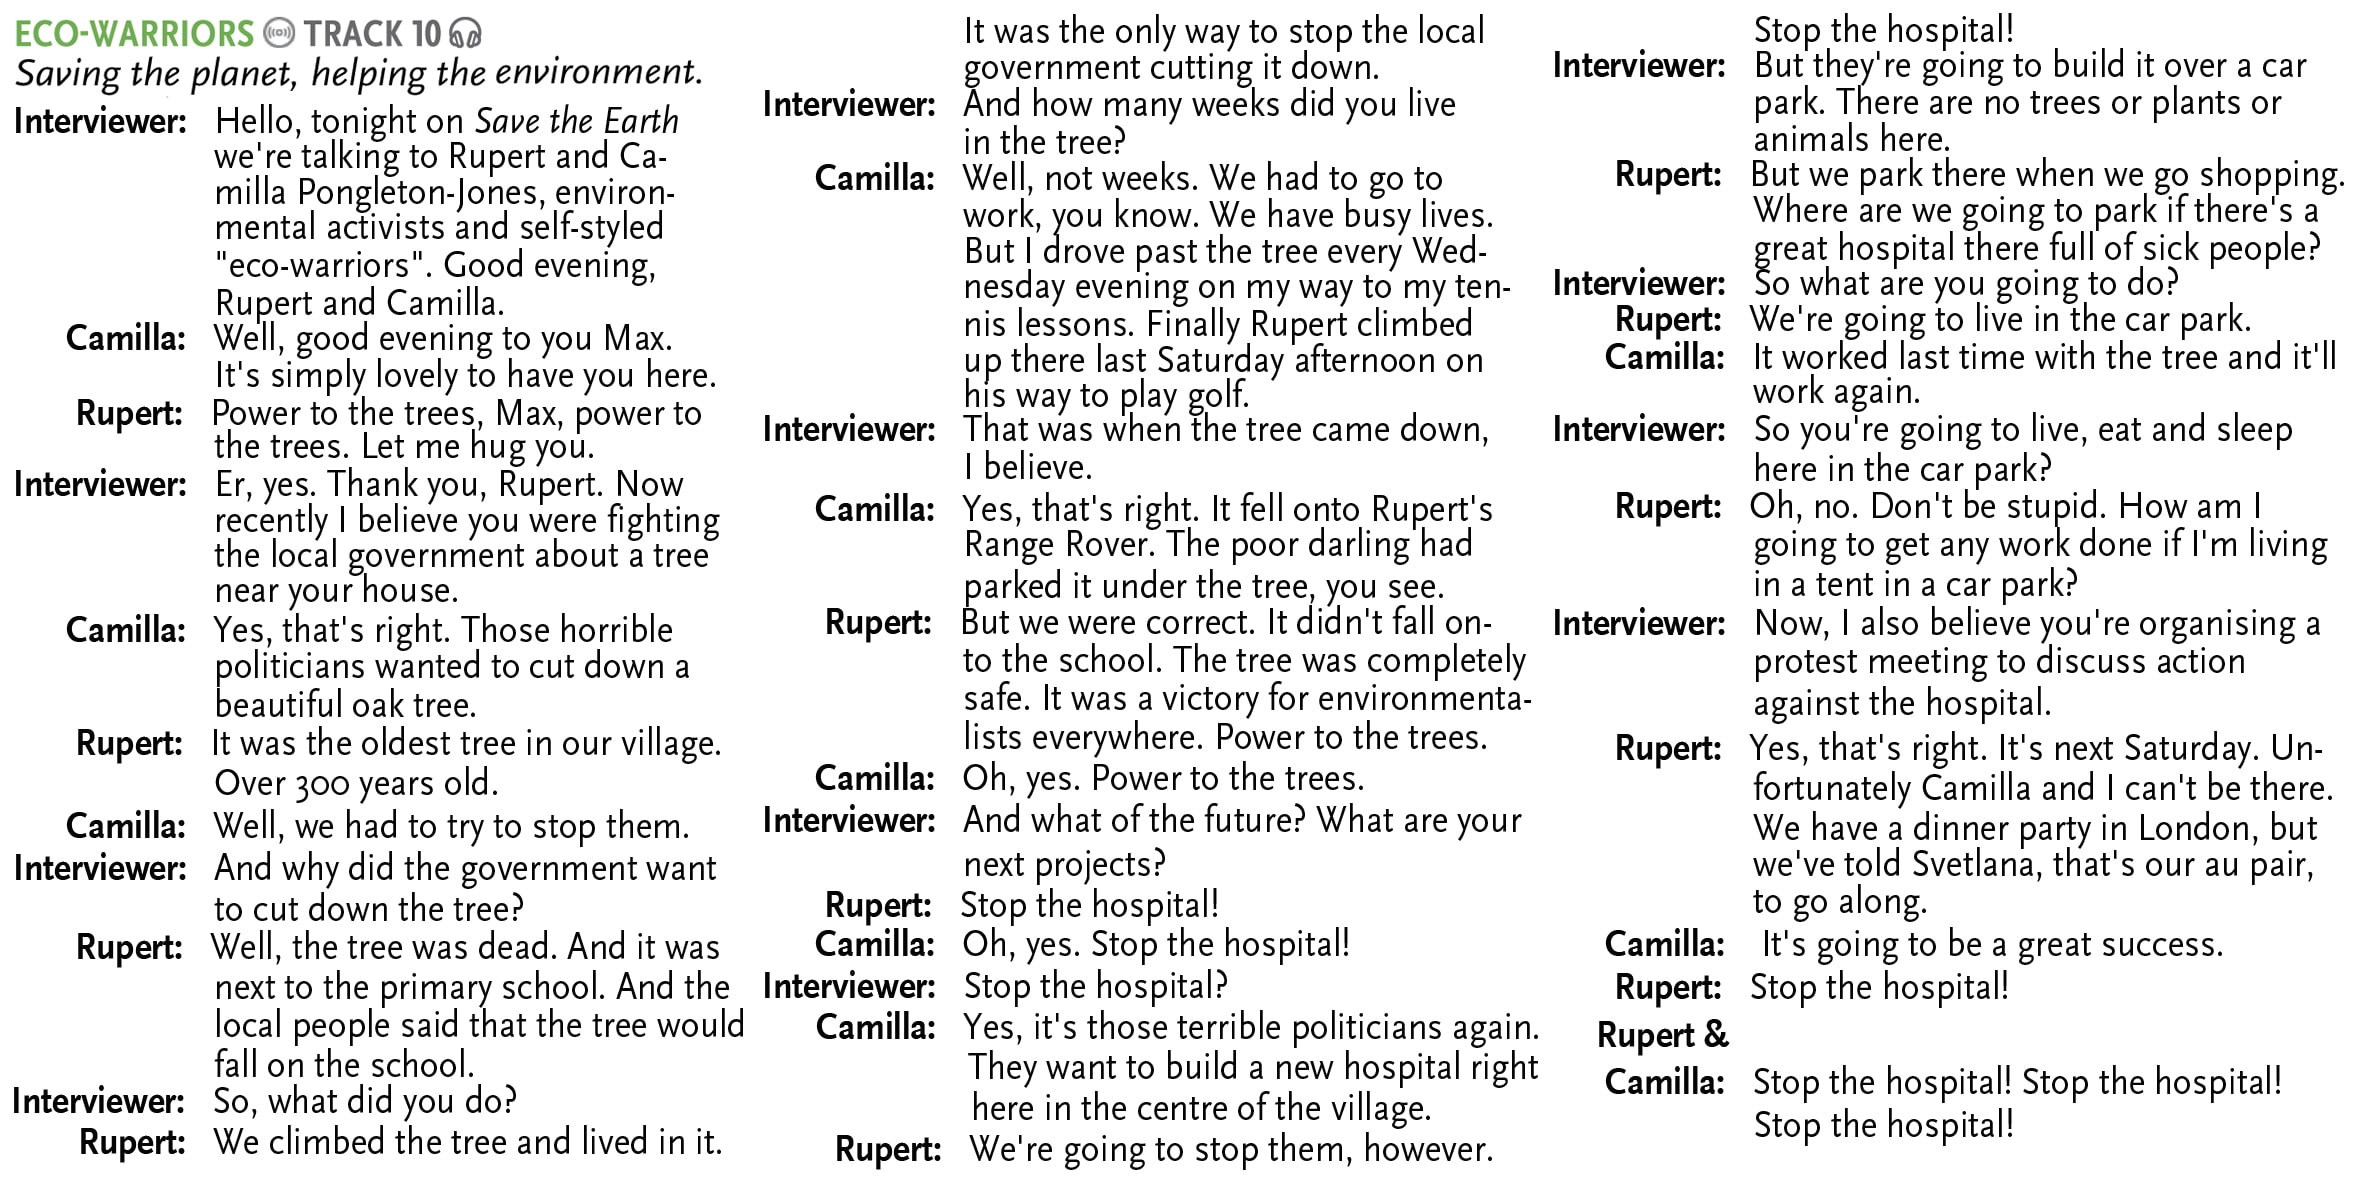 ECO-WARRIORS TRACK 10
Saving the planet, helping the environment.
Interviewer: Hello, tonight on Save the Earth
we're talking to Rupert and Ca-
milla Pongleton-Jones, environ-
mental activists and self-styled
"eco-warriors". Good evening,
Rupert and Camilla.
Camilla: Well, good evening to you Max.
It's simply lovely to have you here.
Rupert: Power to the trees, Max, power to
the trees. Let me hug you.
Interviewer: Er, yes. Thank you, Rupert. Now
recently I believe you were fighting
the local government about a tree
near your house.
Camilla: Yes, that's right. Those horrible
politicians wanted to cut down a
beautiful oak tree.
Rupert: It was the oldest tree in our village.
Over 300 years old.
Camilla: Well, we had to try to stop them.
Interviewer: And why did the government want
to cut down the tree?
Rupert: Well, the tree was dead. And it was
next to the primary school. And the
local people said that the tree would
fall on the school.
Interviewer: So, what did you do?
Rupert: We climbed the tree and lived in it.
It was the only way to stop the local
government cutting it down.
Interviewer: And how many weeks did you live
in the tree?
Camilla: Well, not weeks. We had to go to
work, you know. We have busy lives.
But I drove past the tree every Wed-
nesday evening on my way to my ten-
nis lessons. Finally Rupert climbed
up there last Saturday afternoon on
his way to play golf.
Interviewer: That was when the tree came down,
I believe.
Camilla: Yes, that's right. It fell onto Rupert's
Range Rover. The poor darling had
parked it under the tree, you see.
Rupert: But we were correct. It didn't fall on-
to the school. The tree was completely
safe. It was a victory for environmenta-
lists everywhere. Power to the trees.
Camilla: Oh, yes. Power to the trees.
Interviewer: And what of the future? What are your
next projects?
Rupert: Stop the hospital!
Camilla: Oh, yes. Stop the hospital!
Interviewer: Stop the hospital?
Camilla: Yes, it's those terrible politicians again.
They want to build a new hospital right
here in the centre of the village.
Rupert: We're going to stop them, however.
Stop the hospital!
Interviewer: But they're going to build it over a car
park. There are no trees or plants or
animals here.
Rupert: But we park there when we go shopping.
Where are we going to park if there's a
great hospital there full of sick people?
Interviewer: So what are you going to do?
Rupert: We're going to live in the car park.
Camilla: It worked last time with the tree and it'll
work again.
Interviewer: So you're going to live, eat and sleep
here in the car park?
Rupert: Oh, no. Don't be stupid. How am I
going to get any work done if I'm living
in a tent in a car park?
Interviewer: Now, I also believe you're organising a
protest meeting to discuss action
against the hospital.
Rupert: Yes, that's right. It's next Saturday. Un-
fortunately Camilla and I can't be there.
We have a dinner party in London, but
we've told Svetlana, that's our au pair,
to go along.
Camilla: It's going to be a great success.
Rupert: Stop the hospital!
Rupert &
Camilla: Stop the hospital! Stop the hospital!
Stop the hospital!